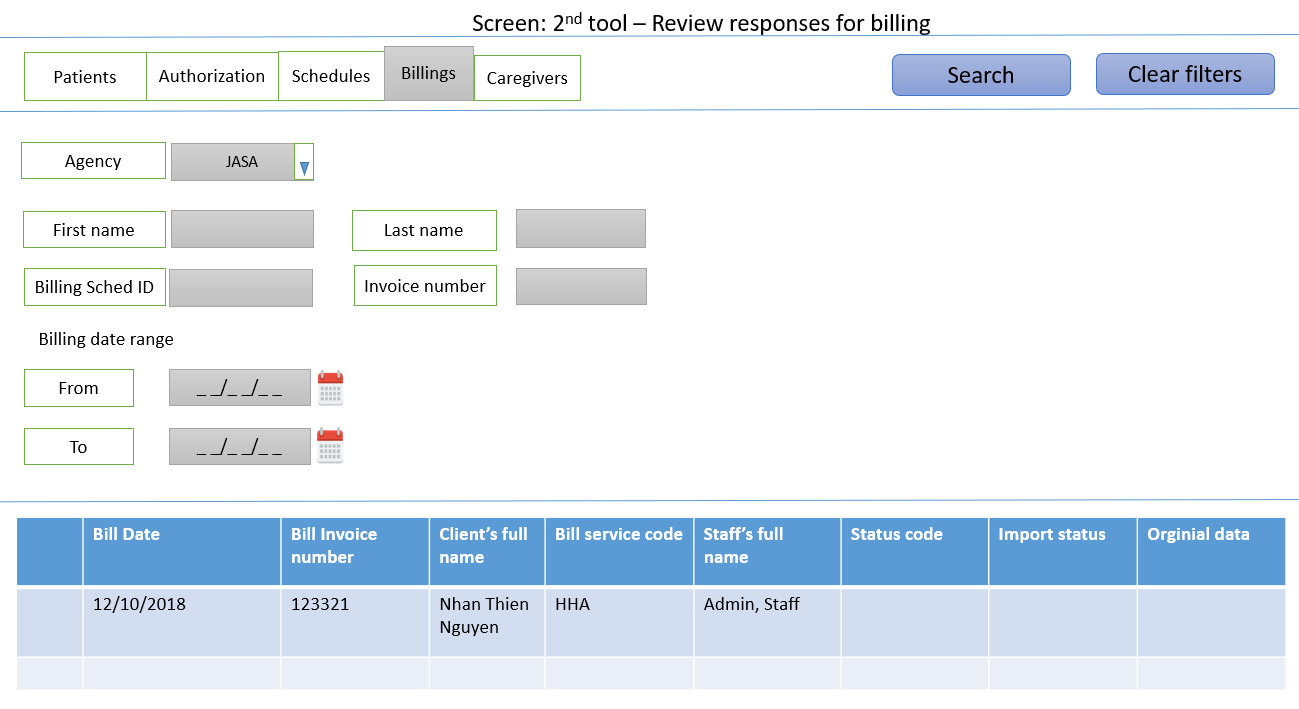 Screen: 2nd tool – Review responses for billing
Patients
Authorization
Schedules
Billings
Caregivers
Search
Clear filters
Agency
JASA
First name
Last name
Billing Sched ID
Invoice number
Billing date range
From
_ _/_ _/_ _
To
_ _/_ _/_ _
Bill Date
Bill Invoice
number
Client’s full
name
Bill service code
Staff’s full
name
Status code
Import status
Orginial data
12/10/2018
123321
Nhan Thien
Nguyen
HHA
Admin, Staff